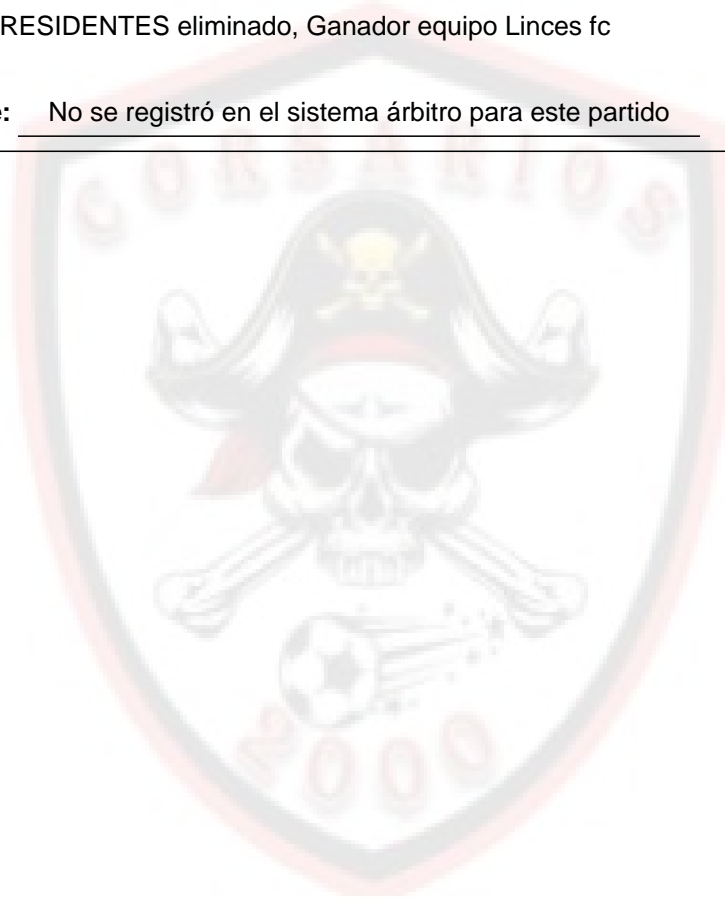 RESIDENTES eliminado, Ganador equipo Linces fc
: No se registró en el sistema árbitro para este partido
CORSARIOS
2000